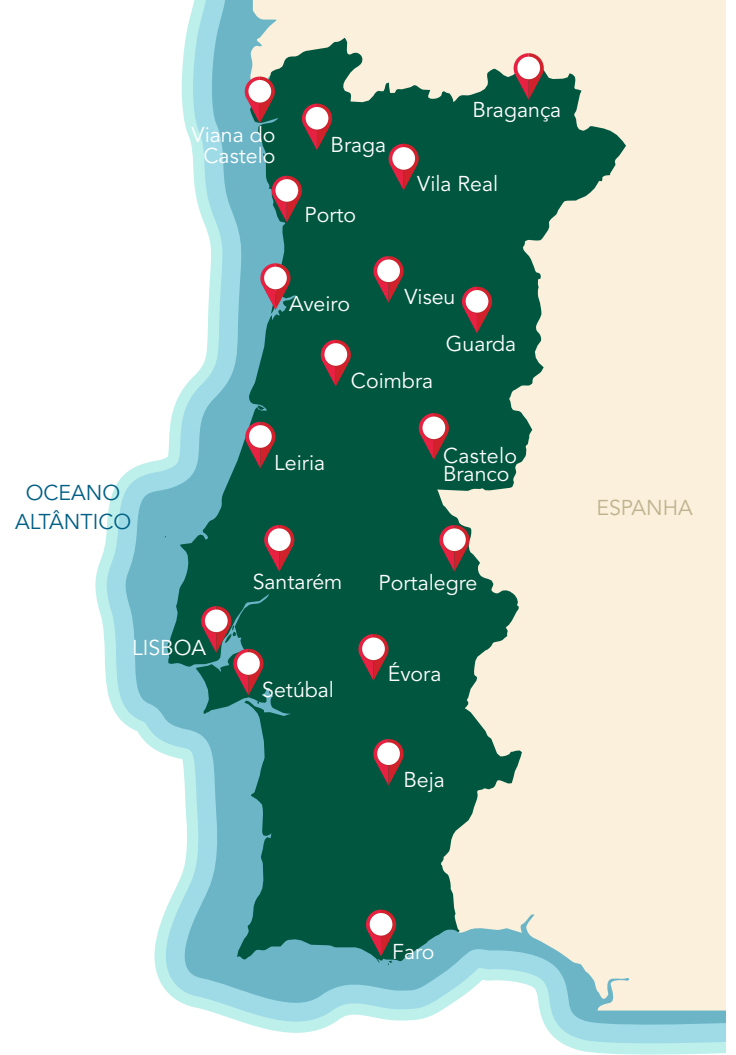 Bragança
Viana do
Castelo
Braga
Vila Real
Porto
Aveiro
Viseu
Guarda
Coimbra
Leiria
Castelo
Branco
OCEANO
ALTÂNTICO
ESPANHA
Santarém
Portalegre
LISBOA
Évora
Setúbal
Beja
Faro